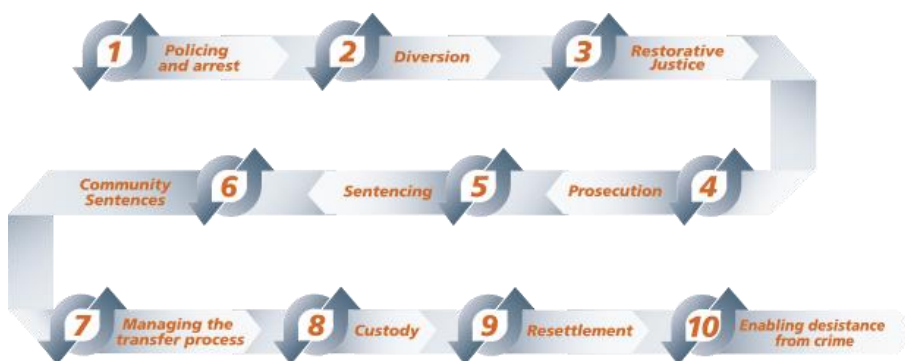 1
Policing
and arrest
2
Diversion
3
Restorative
Justice
4
Prosecution
5
Sentencing
6
Community
Sentences
7
Managing the
transfer process
8
Custody
9
Resettlement
10
Enabling desistance
from crime